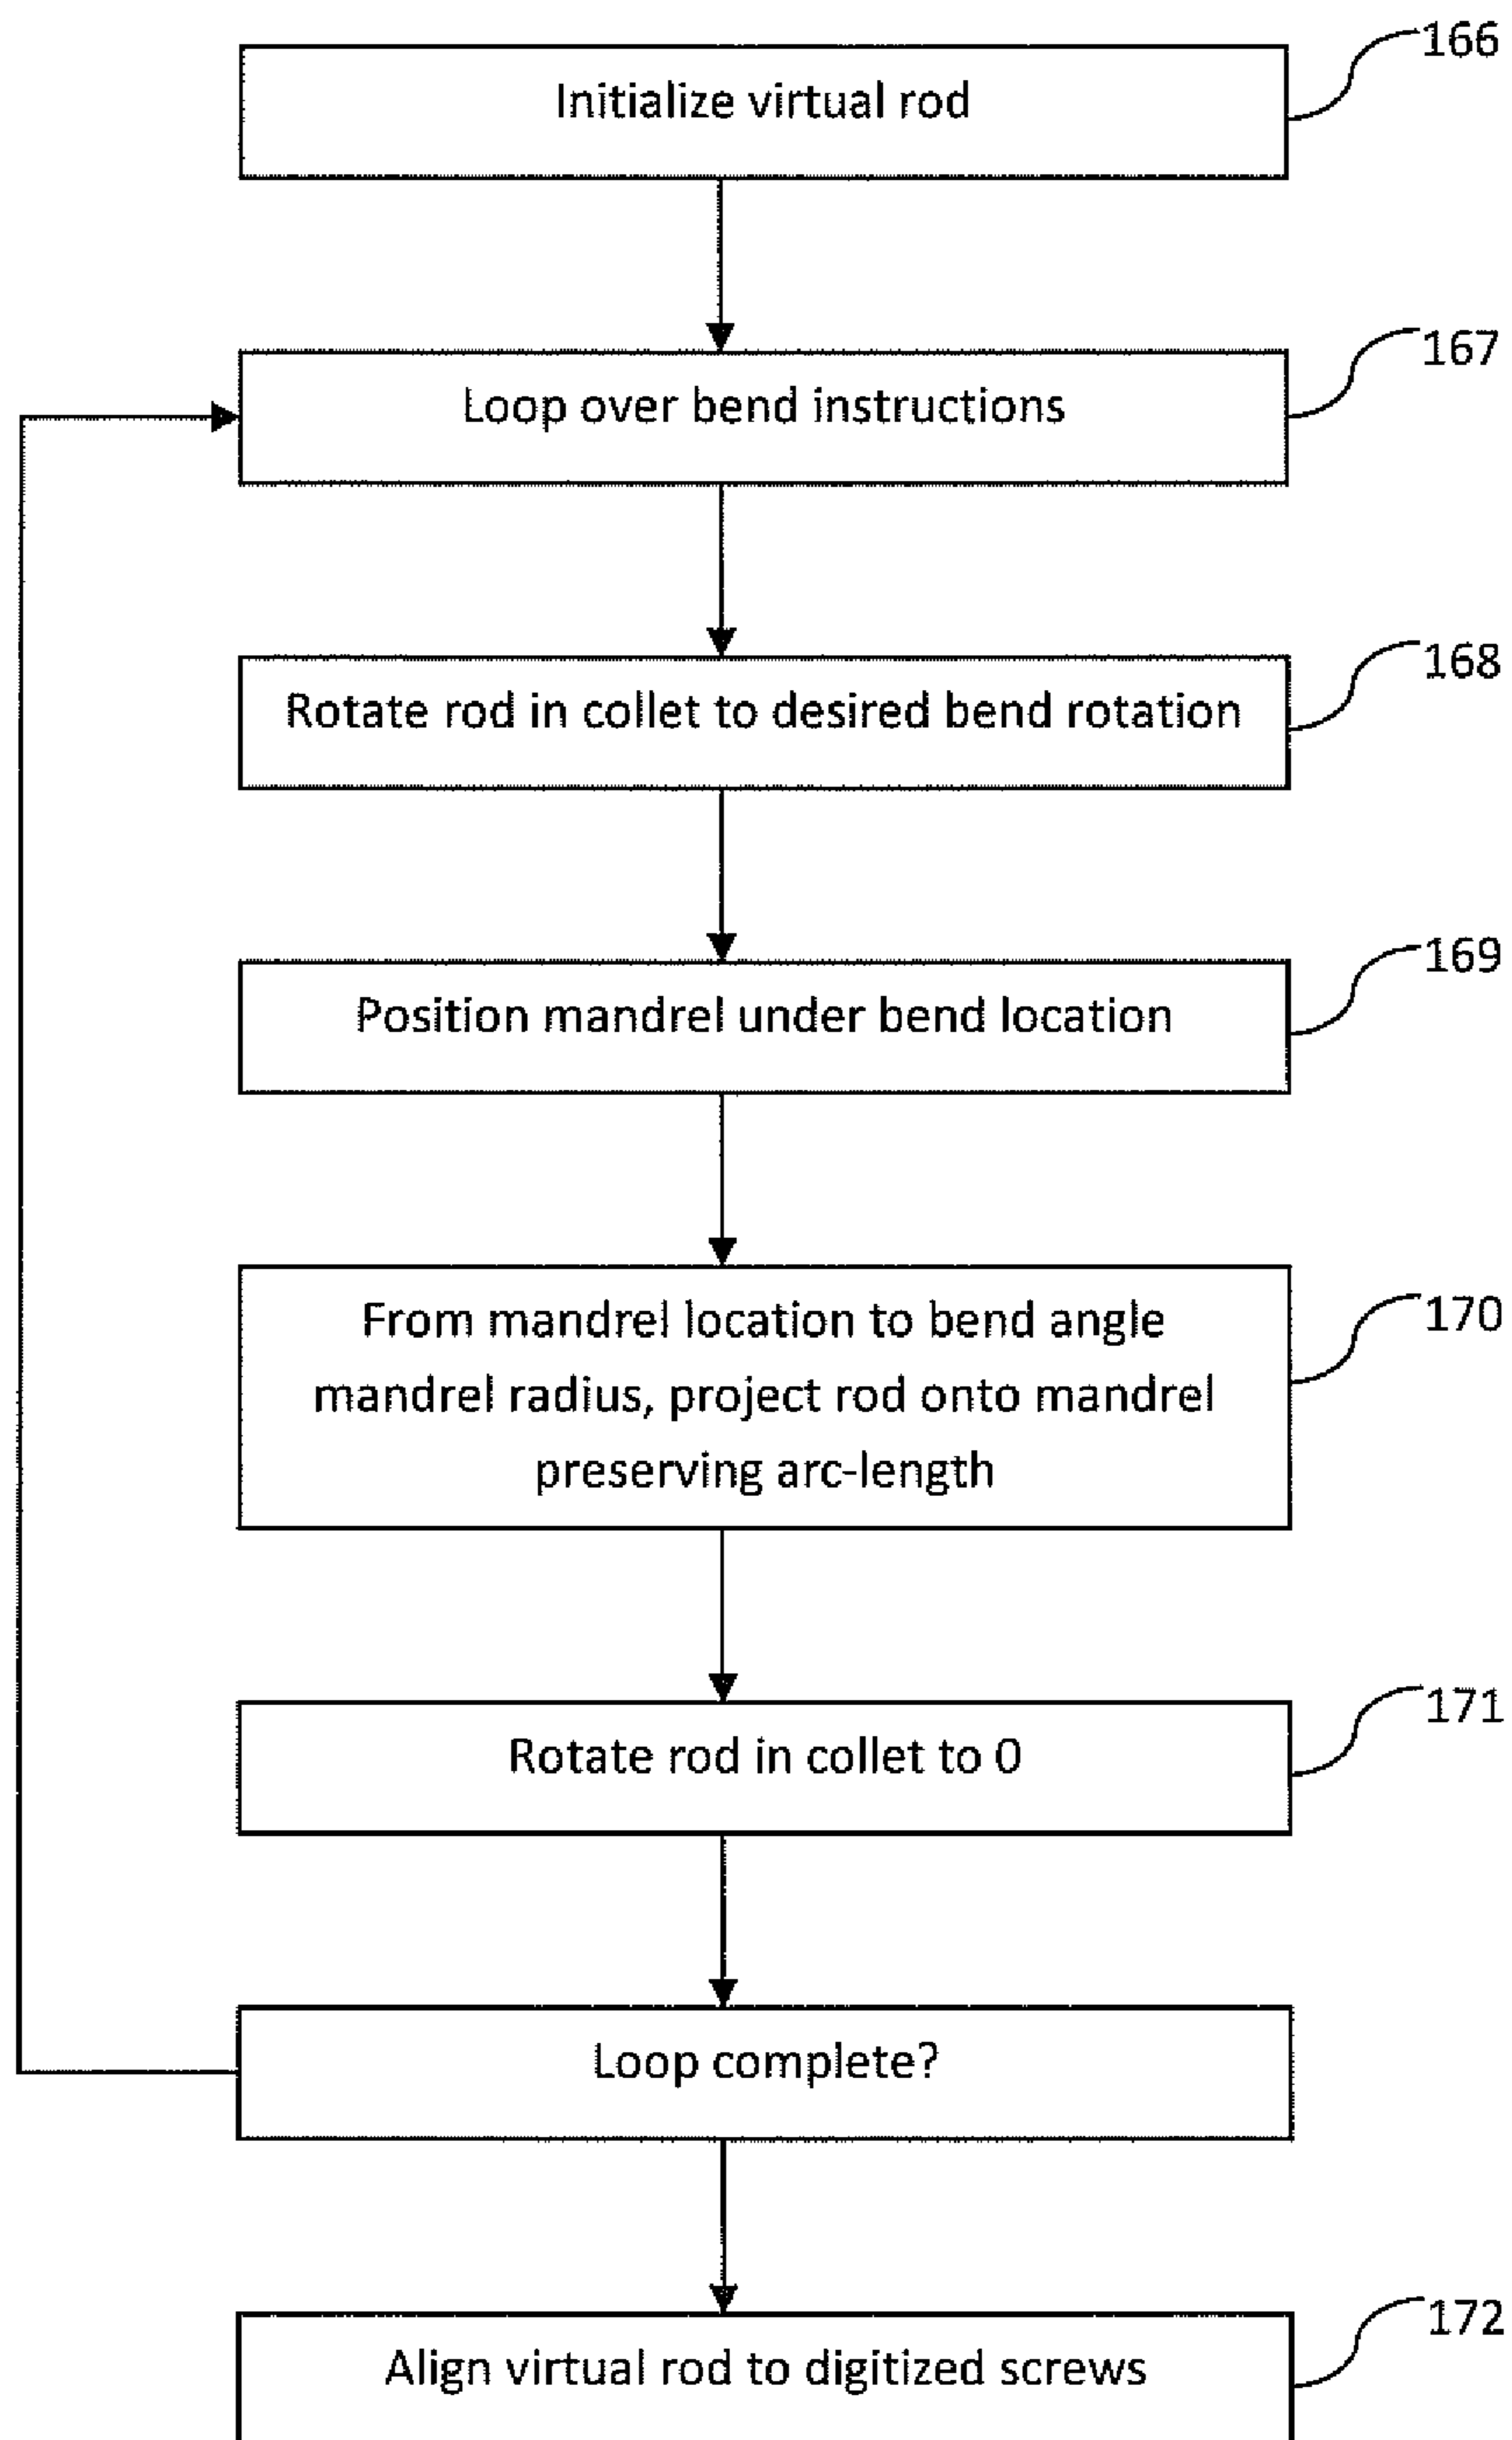 166
Initialize virtual rod
167
Loop over bend instructions
168
Rotate rod in collet to desired bend rotation
169
Position mandrel under bend location
170
From mandrel location to bend angle
mandrel radius, project rod onto mandrel
preserving arc-length
171
Rotate rod in collet to 0
Loop complete?
172
Align virtual rod to digitized screws